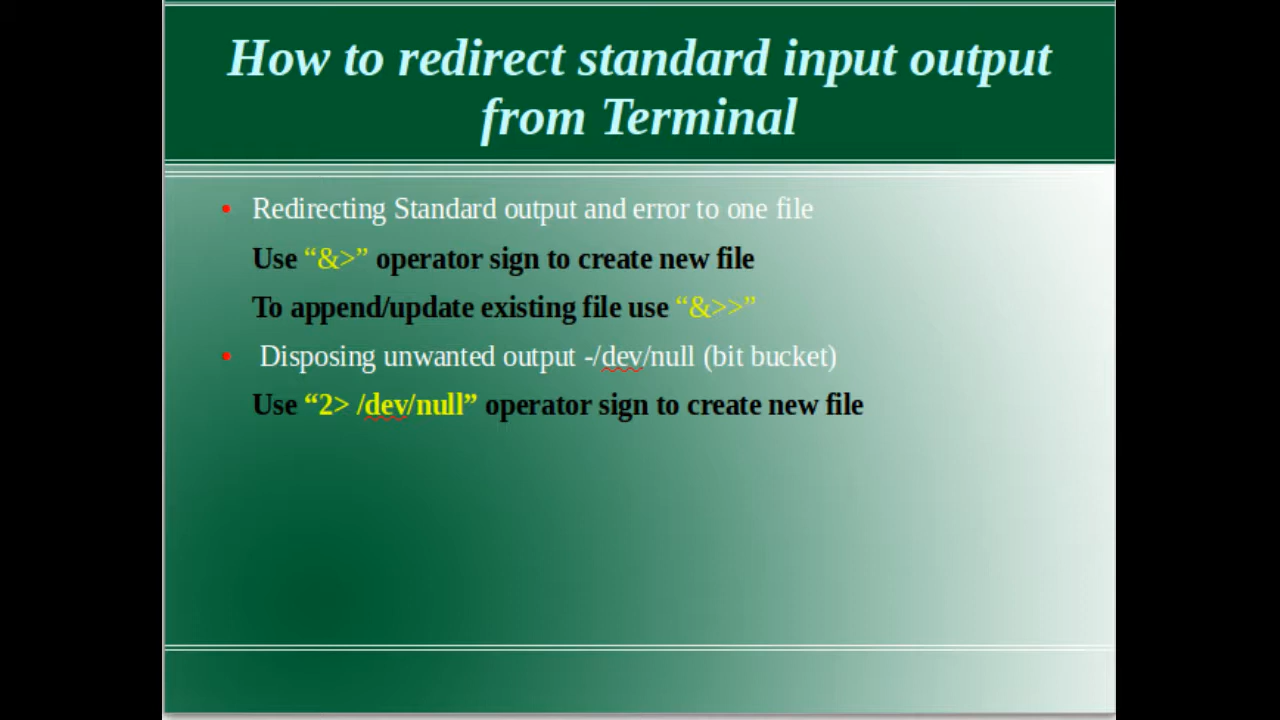 How to redirect standard input output
from Terminal
• Redirecting Standard output and error to one file
Use “&>” operator sign to create new file
To append/update existing file use “&>>”
• Disposing unwanted output -/dev/null (bit bucket)
Use “2> /dev/null” operator sign to create new file